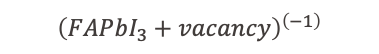 (FAPbI₃ + vacancy)⁽⁻¹⁾